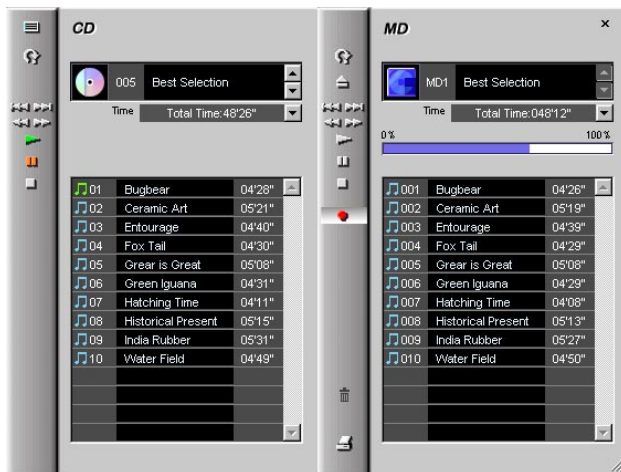 CD
005 Best Selection
Time Total Time:48'26"
01 Bugbear 04'28"
02 Ceramic Art 05'21"
03 Entourage 04'40"
04 Fox Tail 04'30"
05 Grear is Great 05'08"
06 Green Iguana 04'31"
07 Hatching Time 04'11"
08 Historical Present 05'15"
09 India Rubber 05'31"
10 Water Field 04'49"
MD
MD1 Best Selection
Time Total Time:048'12"
0% 100%
001 Bugbear 04'26"
002 Ceramic Art 05'19"
003 Entourage 04'39"
004 Fox Tail 04'29"
005 Grear is Great 05'08"
006 Green Iguana 04'29"
007 Hatching Time 04'08"
008 Historical Present 05'13"
009 India Rubber 05'27"
010 Water Field 04'50"